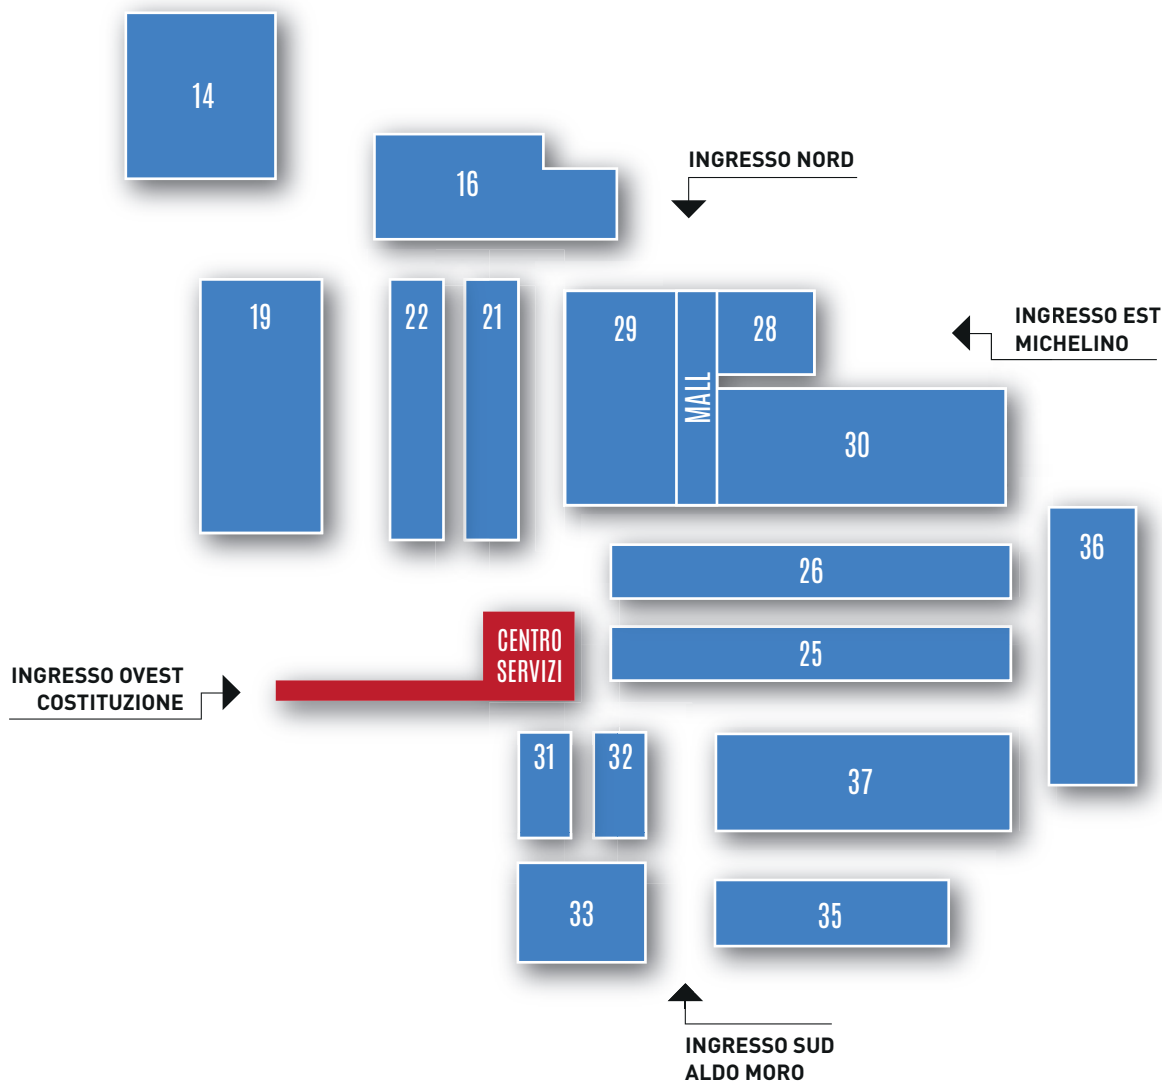 14
INGRESSO NORD
16
19
22
21
29
MALL
28
INGRESSO EST
MICHELINO
30
36
26
25
CENTRO
SERVIZI
INGRESSO OVEST
COSTITUZIONE
31
32
37
33
35
INGRESSO SUD
ALDO MORO